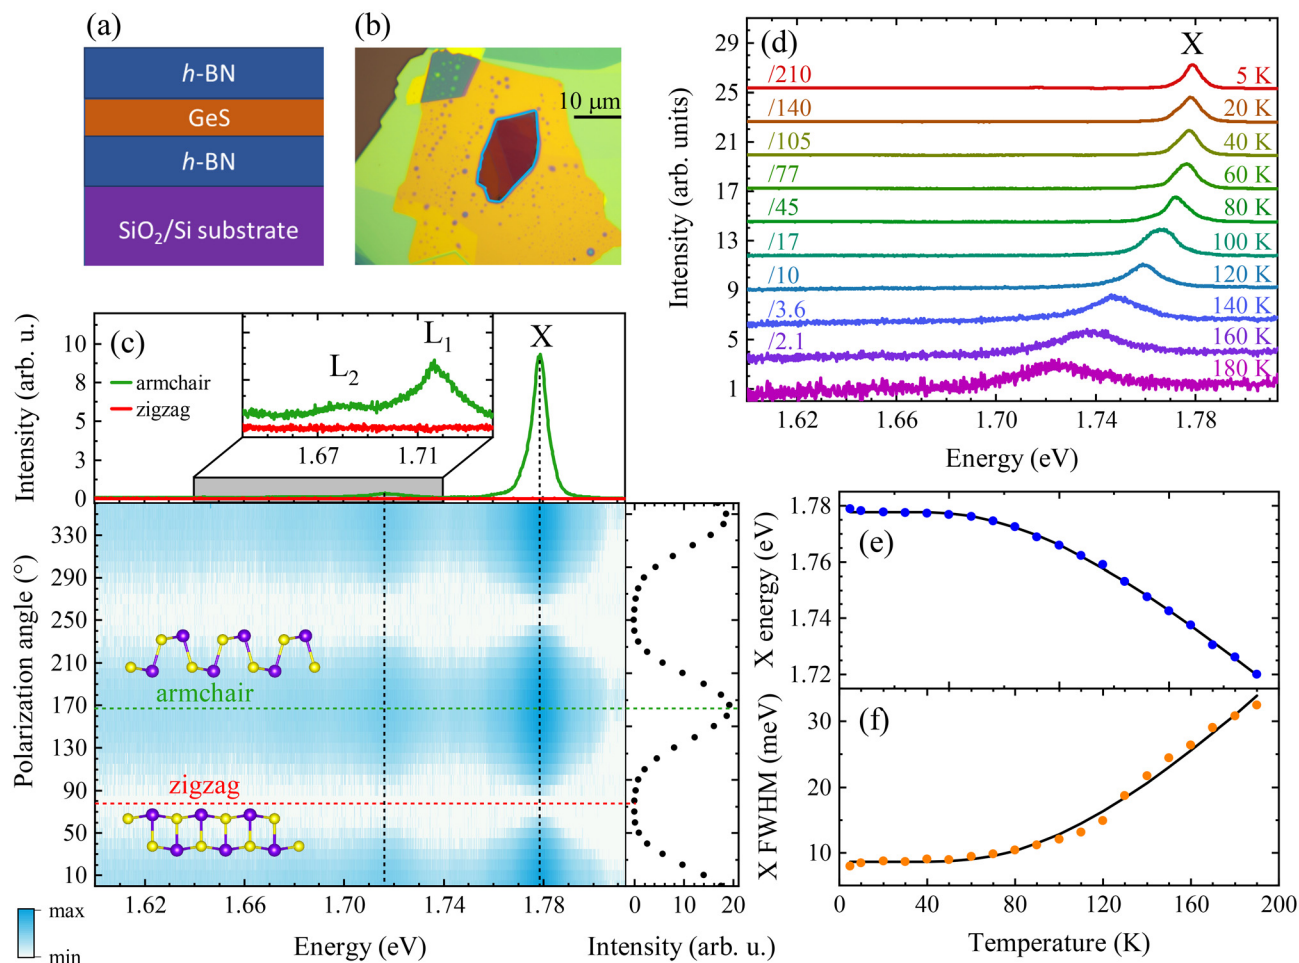 (a)
h-BN
GeS
h-BN
SiO₂/Si substrate
(b)
10 μm
(c)
Intensity (arb. u.)
10
8
5
3
0
armchair
zigzag
L₂
L₁
1.67 1.71
X
Polarization angle (°)
330
290
250
210
170
130
90
50
10
armchair
zigzag
max
min
1.62 1.66 1.70 1.74 1.78
Energy (eV)
0 10 20
Intensity (arb. u.)
(d)
X
Intensity (arb. units)
29
25
21
17
13
9
5
1
/210 5 K
/140 20 K
/105 40 K
/77 60 K
/45 80 K
/17 100 K
/10 120 K
/3.6 140 K
/2.1 160 K
180 K
1.62 1.66 1.70 1.74 1.78
Energy (eV)
(e)
X energy (eV)
1.78
1.76
1.74
1.72
(f)
X FWHM (meV)
30
20
10
0 40 80 120 160 200
Temperature (K)